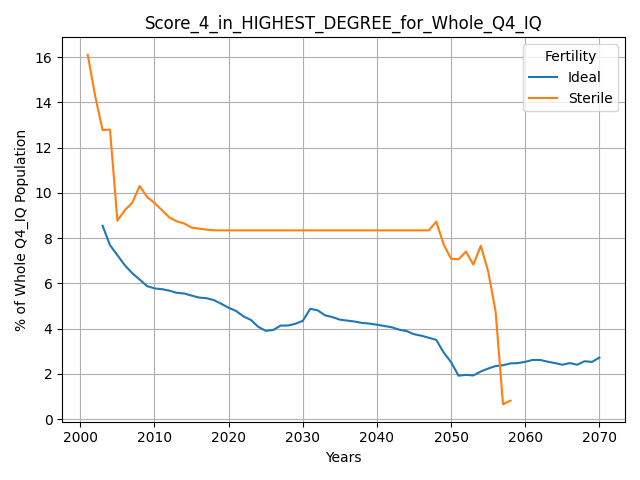 Score_4_in_HIGHEST_DEGREE_for_Whole_Q4_IQ
% of Whole Q4_IQ Population
16
14
12
10
8
6
4
2
0
Fertility
Ideal
Sterile
2000 2010 2020 2030 2040 2050 2060 2070
Years